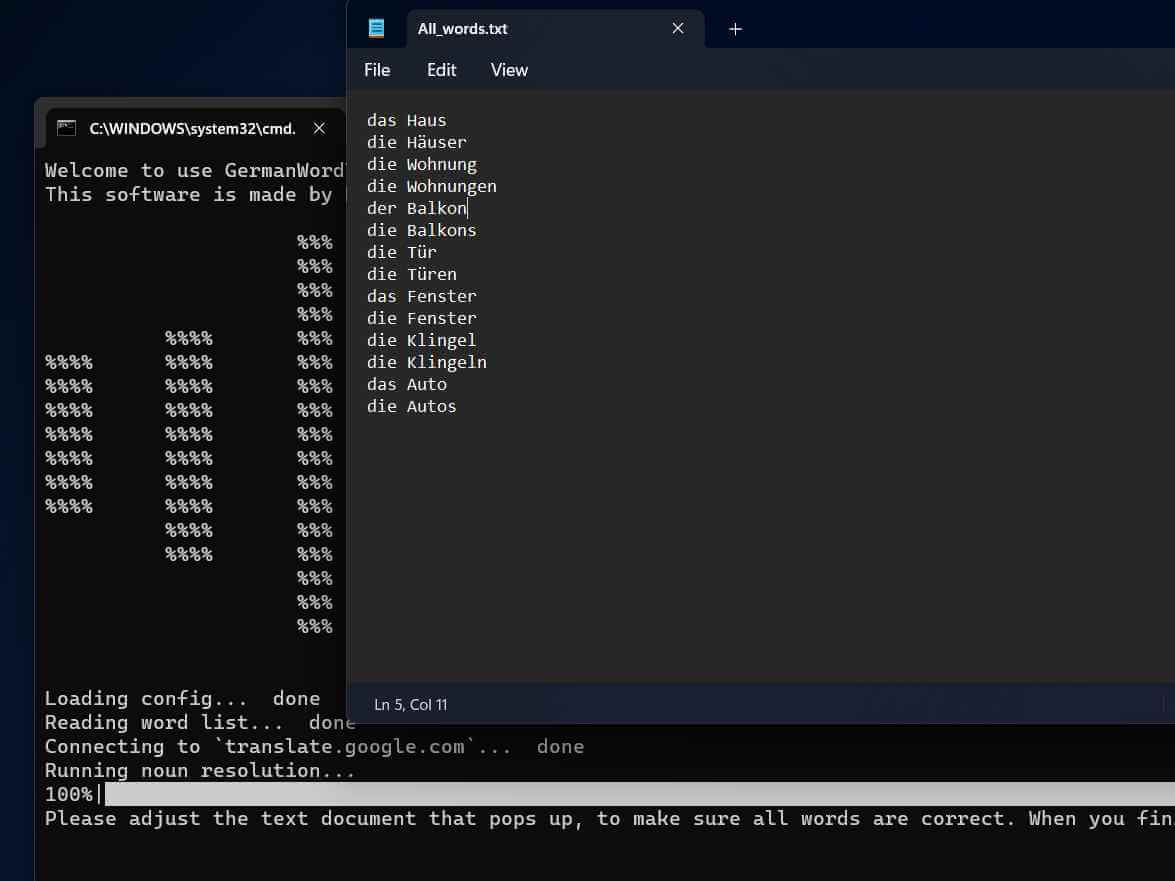 All_words.txt
File Edit View
das Haus
die Häuser
die Wohnung
die Wohnungen
der Balkon
die Balkons
die Tür
die Türen
das Fenster
die Fenster
die Klingel
die Klingeln
das Auto
die Autos
Ln 5, Col 11
C:\WINDOWS\system32\cmd.
Welcome to use GermanWord
This software is made by
%%%
%%%
%%%
%%%
%%%% %%%
%%%% %%%% %%%
%%%% %%%% %%%
%%%% %%%% %%%
%%%% %%%% %%%
%%%% %%%% %%%
%%%% %%%% %%%
%%%% %%%% %%%
%%%% %%%
%%%% %%%
%%%
%%%
%%%
Loading config... done
Reading word list... done
Connecting to `translate.google.com`... done
Running noun resolution...
100%|
Please adjust the text document that pops up, to make sure all words are correct. When you fin